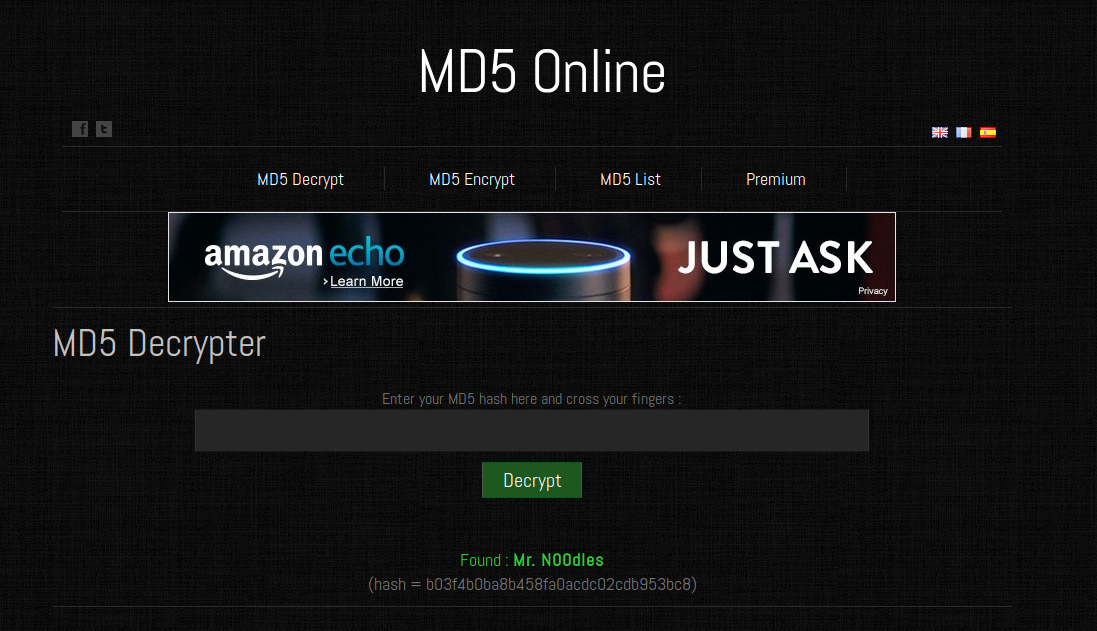 MD5 Online
MD5 Decrypt
MD5 Encrypt
MD5 List
Premium
amazon echo
>Learn More
JUST ASK
Privacy
MD5 Decrypter
Enter your MD5 hash here and cross your fingers :
Decrypt
Found : Mr. N00dles
(hash = b03f4b0ba8b458fa0acdc02cdb953bc8)